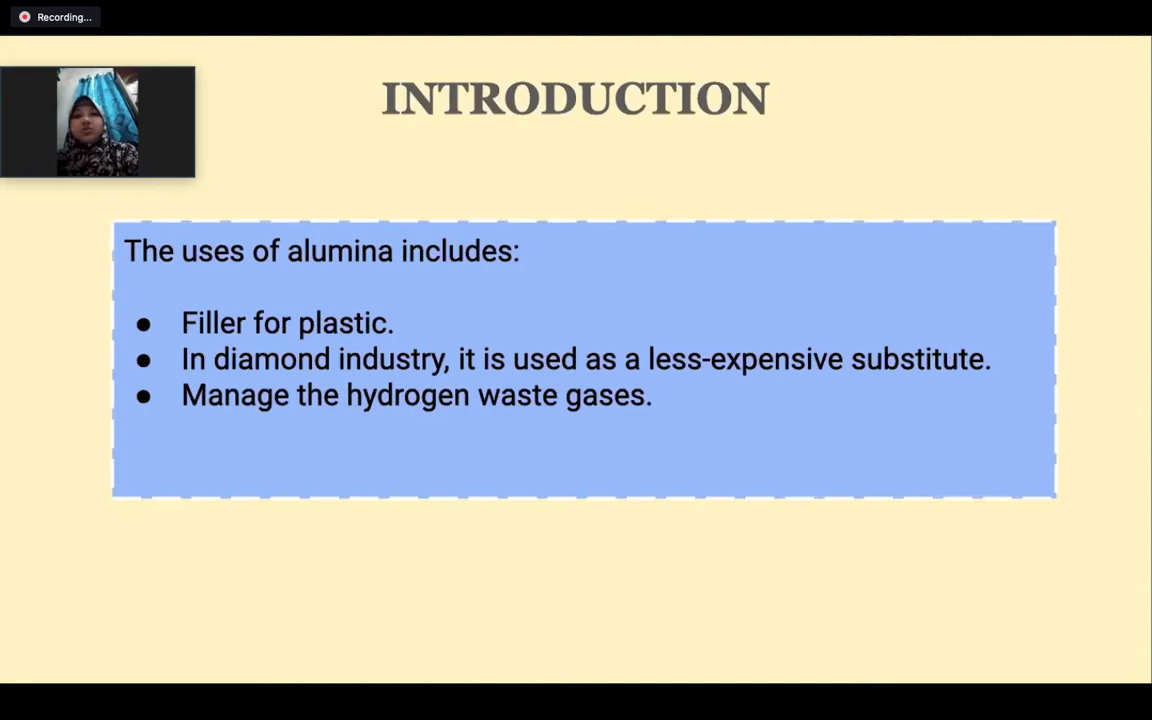 Recording...
INTRODUCTION
The uses of alumina includes:
● Filler for plastic.
● In diamond industry, it is used as a less-expensive substitute.
● Manage the hydrogen waste gases.